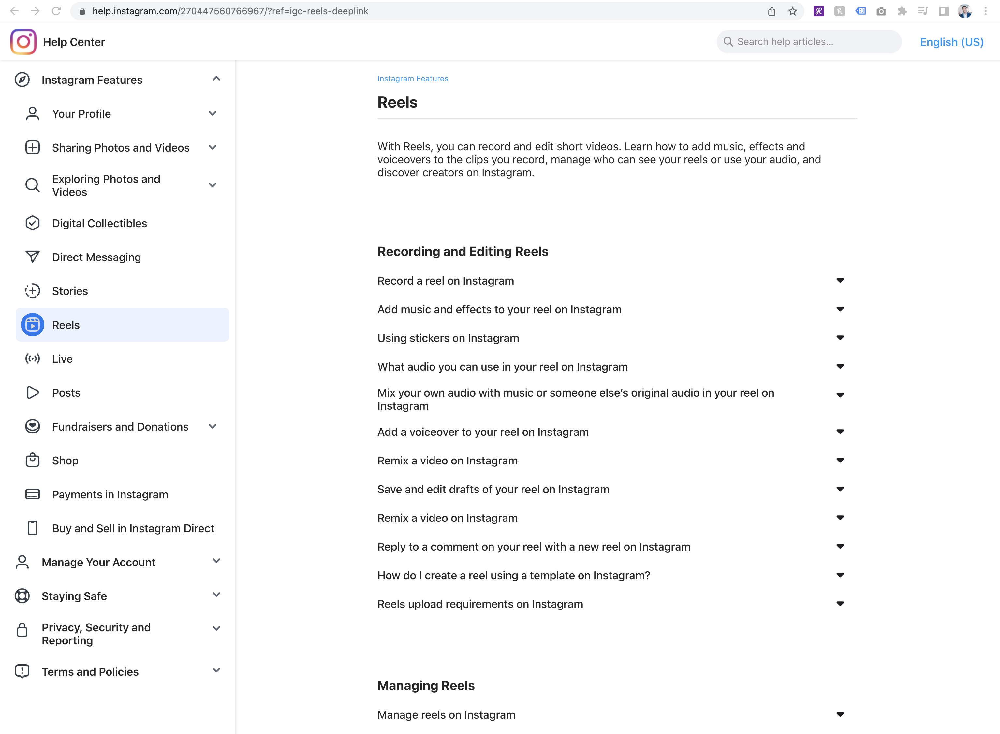 help.instagram.com/270447560766967/?ref=igc-reels-deeplink
Help Center
Search help articles...
English (US)
Instagram Features
Your Profile
Sharing Photos and Videos
Exploring Photos and
Videos
Digital Collectibles
Direct Messaging
Stories
Reels
Live
Posts
Fundraisers and Donations
Shop
Payments in Instagram
Buy and Sell in Instagram Direct
Manage Your Account
Staying Safe
Privacy, Security and
Reporting
Terms and Policies
Instagram Features
Reels
With Reels, you can record and edit short videos. Learn how to add music, effects and
voiceovers to the clips you record, manage who can see your reels or use your audio, and
discover creators on Instagram.
Recording and Editing Reels
Record a reel on Instagram
Add music and effects to your reel on Instagram
Using stickers on Instagram
What audio you can use in your reel on Instagram
Mix your own audio with music or someone else’s original audio in your reel on
Instagram
Add a voiceover to your reel on Instagram
Remix a video on Instagram
Save and edit drafts of your reel on Instagram
Remix a video on Instagram
Reply to a comment on your reel with a new reel on Instagram
How do I create a reel using a template on Instagram?
Reels upload requirements on Instagram
Managing Reels
Manage reels on Instagram